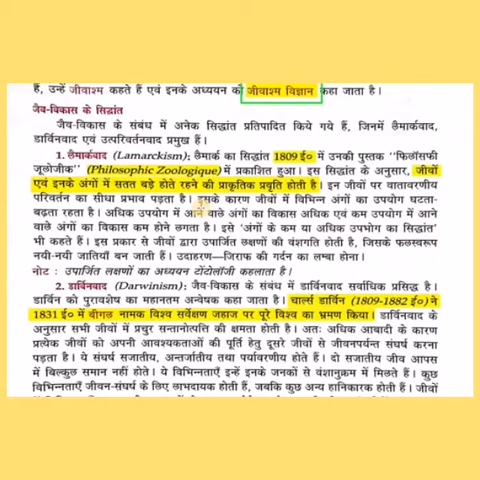 हैं, उन्हें जीवाश्म कहते हैं एवं इनके अध्ययन को जीवाश्म विज्ञान कहा जाता है।
जैव-विकास के सिद्धांत
जैव-विकास के संबंध में अनेक सिद्धांत प्रतिपादित किये गये हैं, जिनमें लैमार्कवाद,
डार्विनवाद एवं उत्परिवर्तनवाद प्रमुख हैं।
1. लैमार्कवाद (Lamarckism); लैमार्क का सिद्धांत 1809 ई० में उनकी पुस्तक "फिलॉसफी
जूलोजीक" (Philosophic Zoologique) में प्रकाशित हुआ। इस सिद्धांत के अनुसार, जीवों
एवं इनके अंगों में सतत बड़े होते रहने की प्राकृतिक प्रवृति होती है। इन जीवों पर वातावरणीय
परिवर्तन का सीधा प्रभाव पड़ता है। इसके कारण जीवों में विभिन्न अंगों का उपयोग घटता-
बढ़ता रहता है। अधिक उपयोग में आने वाले अंगों का विकास अधिक एवं कम उपयोग में आने
वाले अंगों का विकास कम होने लगता है। इसे 'अंगों के कम या अधिक उपभोग का सिद्धांत'
भी कहते हैं। इस प्रकार से जीवों द्वारा उपार्जित लक्षणों की वंशगति होती है, जिसके फलस्वरूप
नयी-नयी जातियाँ बन जाती हैं। उदाहरण—जिराफ की गर्दन का लम्बा होना।
नोट : उपार्जित लक्षणों का अध्ययन टोंटोलॉजी कहलाता है।
2. डार्विनवाद (Darwinism); जैव-विकास के संबंध में डार्विनवाद सर्वाधिक प्रसिद्ध है।
डार्विन को पुरावशेष का महानतम अन्वेषक कहा जाता है। चार्ल्स डार्विन (1809-1882 ई०) ने
1831 ई० में बीगल नामक विश्व सर्वेक्षण जहाज पर पूरे विश्व का भ्रमण किया। डार्विनवाद के
अनुसार सभी जीवों में प्रचुर सन्तानोत्पत्ति की क्षमता होती है। अतः अधिक आबादी के कारण
प्रत्येक जीवों को अपनी आवश्यकताओं की पूर्ति हेतु दूसरे जीवों से जीवनपर्यन्त संघर्ष करना
पड़ता है। ये संघर्ष सजातीय, अन्तर्जातीय तथा पर्यावरणीय होते हैं। दो सजातीय जीव आपस
में बिल्कुल समान नहीं होते। ये विभिन्नताएँ इन्हें इनके जनकों से वंशानुक्रम में मिलते हैं। कुछ
विभिन्नताएँ जीवन-संघर्ष के लिए लाभदायक होती हैं, जबकि कुछ अन्य हानिकारक होती हैं। जीवों